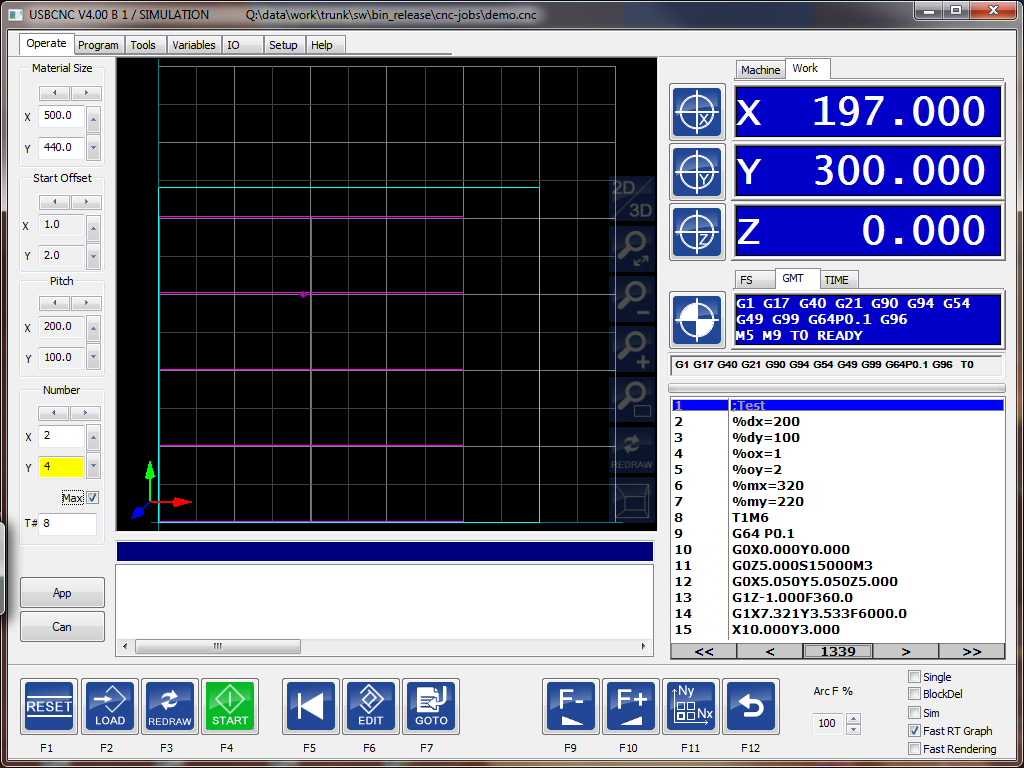 USBCNC V4.00 B 1 / SIMULATION Q:\data\work\trunk\sw\bin_release\cnc-jobs\demo.cnc
Operate Program Tools Variables IO Setup Help
Material Size
X 500.0
Y 440.0
Start Offset
X 1.0
Y 2.0
Pitch
X 200.0
Y 100.0
Number
X 2
Y 4
Max
T# 8
App
Can
2D/3D
REDRAW
Machine Work
X 197.000
Y 300.000
Z 0.000
FS GMT TIME
G1 G17 G40 G21 G90 G94 G54
G49 G99 G64P0.1 G96
M5 M9 T0 READY
G1 G17 G40 G21 G90 G94 G54 G49 G99 G64P0.1 G96 T0
1 ;Test
2 %dx=200
3 %dy=100
4 %ox=1
5 %oy=2
6 %mx=320
7 %my=220
8 T1M6
9 G64 P0.1
10 G0X0.000Y0.000
11 G0Z5.000S15000M3
12 G0X5.050Y5.050Z5.000
13 G1Z-1.000F360.0
14 G1X7.321Y3.533F6000.0
15 X10.000Y3.000
<< < 1339 > >>
RESET LOAD REDRAW START EDIT GOTO F- F+ Ny Nx
F1 F2 F3 F4 F5 F6 F7 F9 F10 F11 F12
Arc F %
100
Single
BlockDel
Sim
Fast RT Graph
Fast Rendering